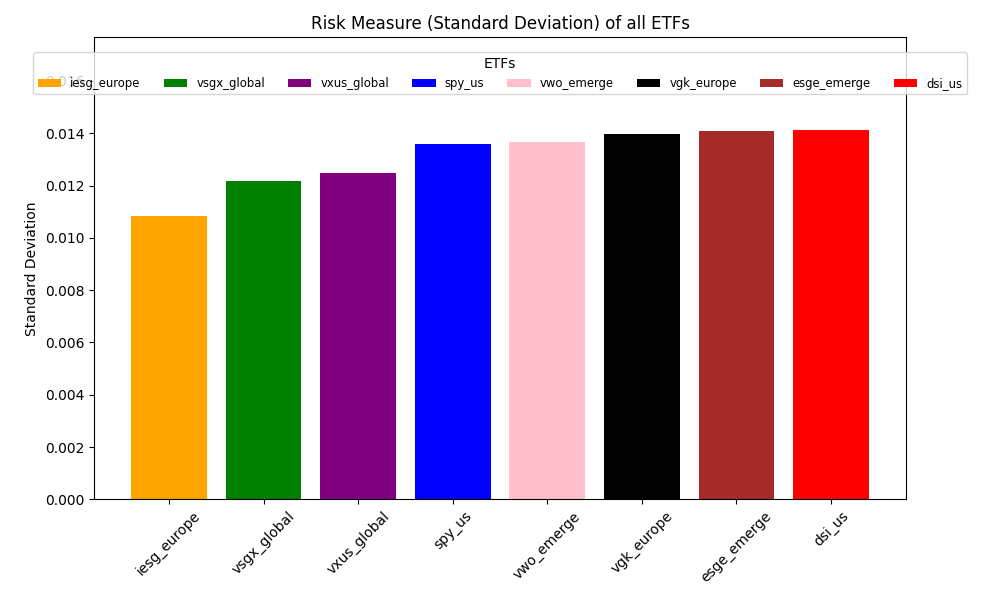 Risk Measure (Standard Deviation) of all ETFs
ETFs
iesg_europe vsgx_global vxus_global spy_us vwo_emerge vgk_europe esge_emerge dsi_us
0.016
0.014
0.012
0.010
0.008
0.006
0.004
0.002
0.000
Standard Deviation
iesg_europe
vsgx_global
vxus_global
spy_us
vwo_emerge
vgk_europe
esge_emerge
dsi_us